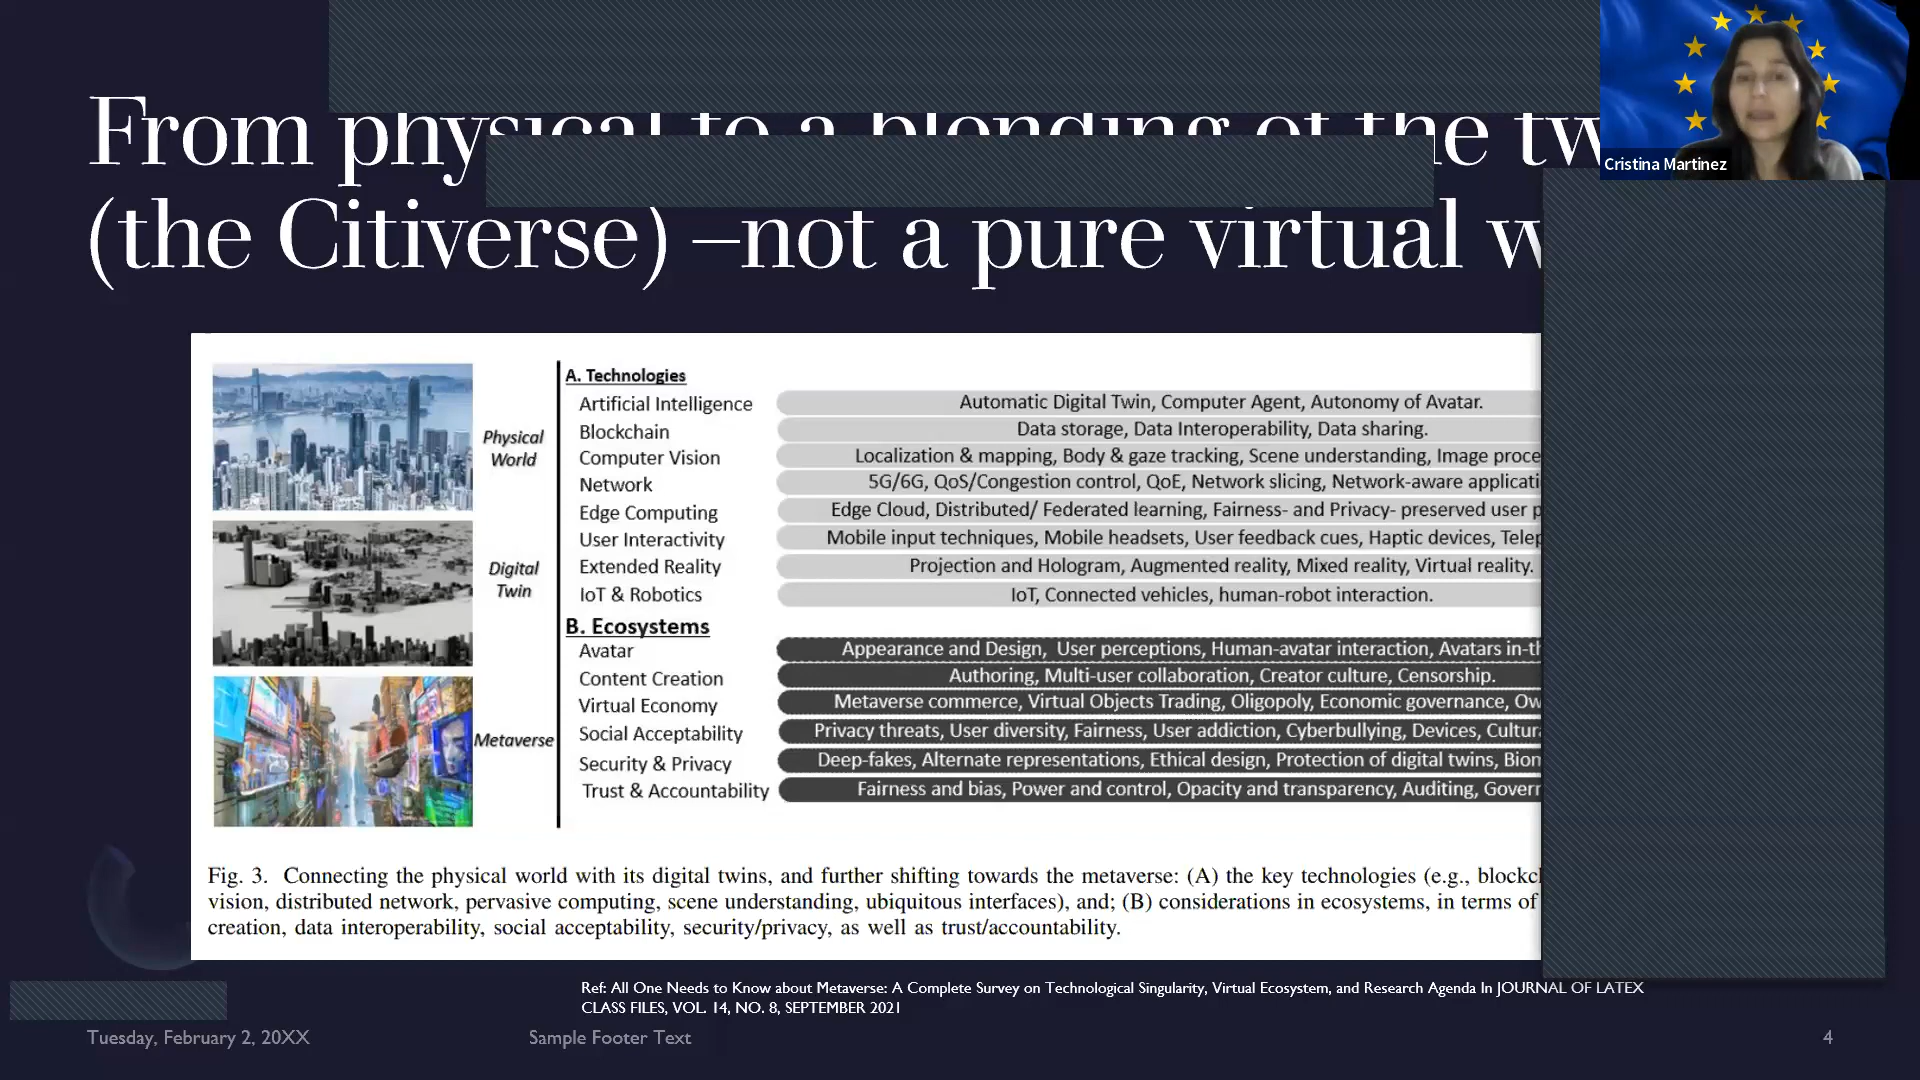 From physical to a blending of the
(the Citiverse) –not a pure virtual
Cristina Martinez
Physical
World
Digital
Twin
Metaverse
A. Technologies
Artificial Intelligence Automatic Digital Twin, Computer Agent, Autonomy of Avatar.
Blockchain Data storage, Data Interoperability, Data sharing.
Computer Vision Localization & mapping, Body & gaze tracking, Scene understanding, Image
Network 5G/6G, QoS/Congestion control, QoE, Network slicing, Network-aware
Edge Computing Edge Cloud, Distributed/ Federated learning, Fairness- and Privacy- preserved user
User Interactivity Mobile input techniques, Mobile headsets, User feedback cues, Haptic devices,
Extended Reality Projection and Hologram, Augmented reality, Mixed reality, Virtual reality.
IoT & Robotics IoT, Connected vehicles, human-robot interaction.
B. Ecosystems
Avatar Appearance and Design, User perceptions, Human-avatar interaction, Avatars
Content Creation Authoring, Multi-user collaboration, Creator culture, Censorship.
Virtual Economy Metaverse commerce, Virtual Objects Trading, Oligopoly, Economic governance,
Social Acceptability Privacy threats, User diversity, Fairness, User addiction, Cyberbullying, Devices,
Security & Privacy Deep-fakes, Alternate representations, Ethical design, Protection of digital twins,
Trust & Accountability Fairness and bias, Power and control, Opacity and transparency, Auditing,
Fig. 3. Connecting the physical world with its digital twins, and further shifting towards the metaverse: (A) the key technologies (e.g.,
vision, distributed network, pervasive computing, scene understanding, ubiquitous interfaces), and; (B) considerations in ecosystems, in terms of
creation, data interoperability, social acceptability, security/privacy, as well as trust/accountability.
Ref: All One Needs to Know about Metaverse: A Complete Survey on Technological Singularity, Virtual Ecosystem, and Research Agenda In JOURNAL OF LATEX
CLASS FILES, VOL. 14, NO. 8, SEPTEMBER 2021
Tuesday, February 2, 20XX
Sample Footer Text
4